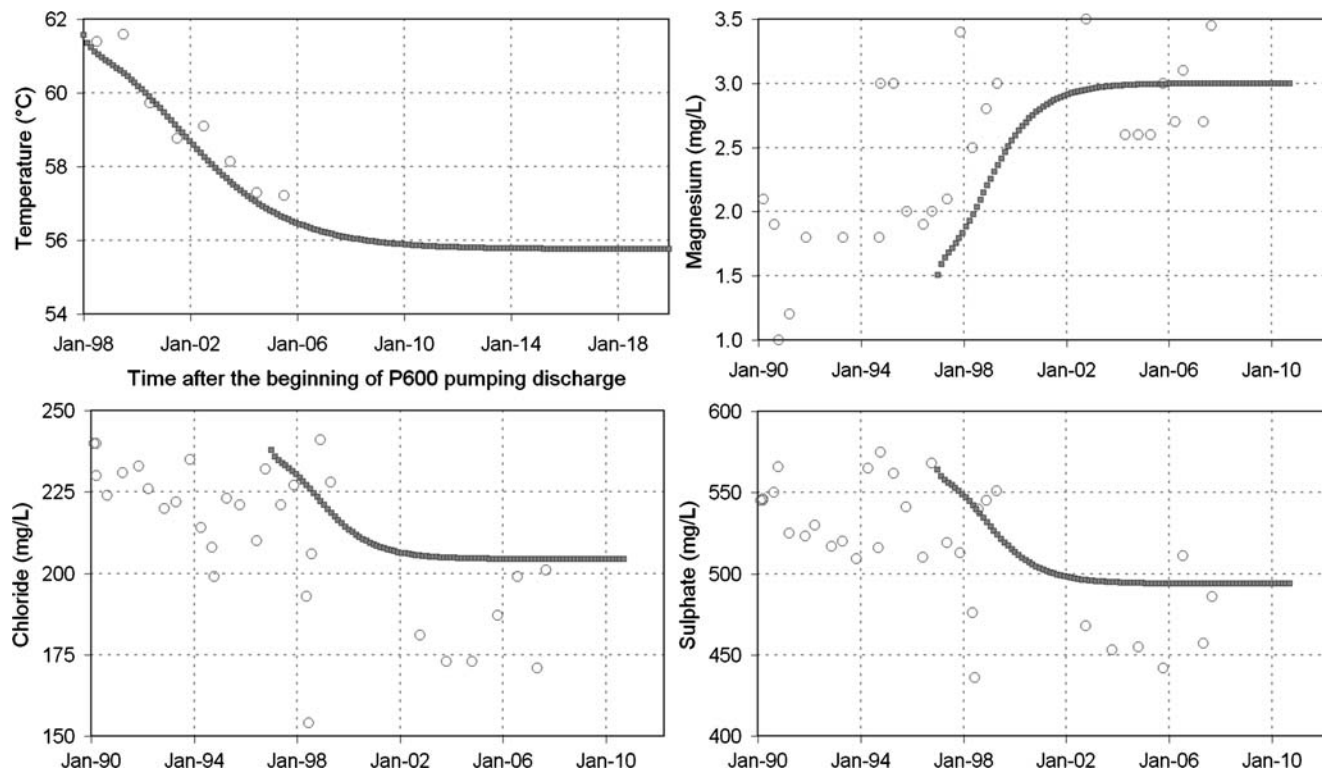 Temperature (°C)
62
60
58
56
54
Jan-98 Jan-02 Jan-06 Jan-10 Jan-14 Jan-18
Time after the beginning of P600 pumping discharge
Magnesium (mg/L)
3.5
3.0
2.5
2.0
1.5
1.0
Jan-90 Jan-94 Jan-98 Jan-02 Jan-06 Jan-10
Chloride (mg/L)
250
225
200
175
150
Jan-90 Jan-94 Jan-98 Jan-02 Jan-06 Jan-10
Sulphate (mg/L)
600
550
500
450
400
Jan-90 Jan-94 Jan-98 Jan-02 Jan-06 Jan-10